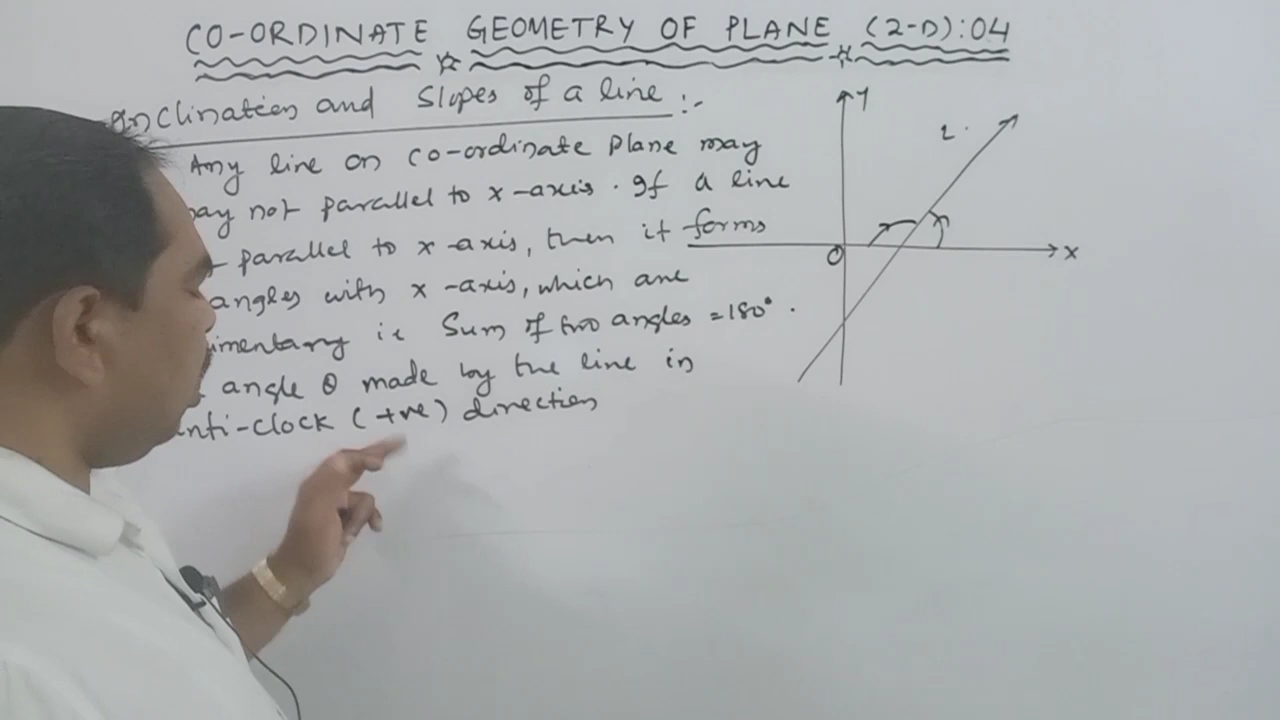 CO-ORDINATE GEOMETRY OF PLANE (2-D):04
Inclination and Slopes of a line :-
Any line on co-ordinate plane may
may not parallel to x-axis. If a line
parallel to x-axis, then it forms
angles with x-axis, which are
imentary ie Sum of two angles =180°.
angle θ made by the line in
anti-clock (+ve) direction
Y
L.
O
X